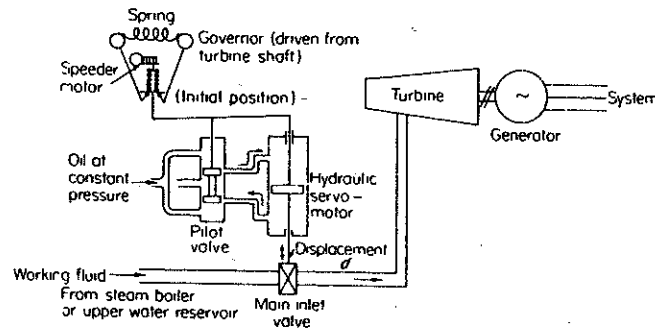 Spring
Governor (driven from
turbine shaft)
Speeder
motor
(Initial position)
Turbine
~
System
Generator
Oil at
constant
pressure
Hydraulic
servo-
motor
Pilot
valve
Displacement
d
Working fluid
From steam boiler
or upper water reservoir
Main inlet
valve